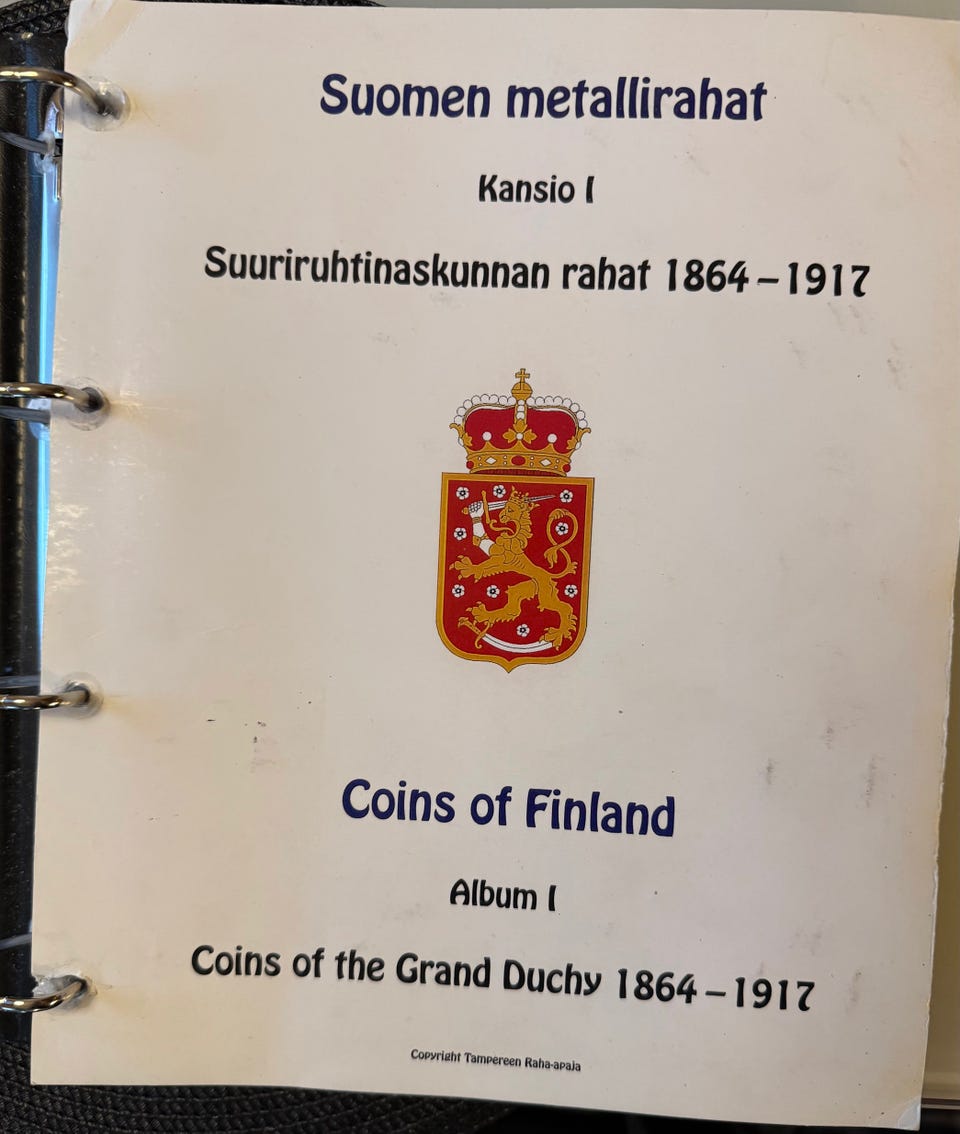 Suomen metallirahat
Kansio I
Suuriruhtinaskunnan rahat 1864 – 1917
Coins of Finland
Album I
Coins of the Grand Duchy 1864 – 1917
Copyright Tampereen Raha-apaja